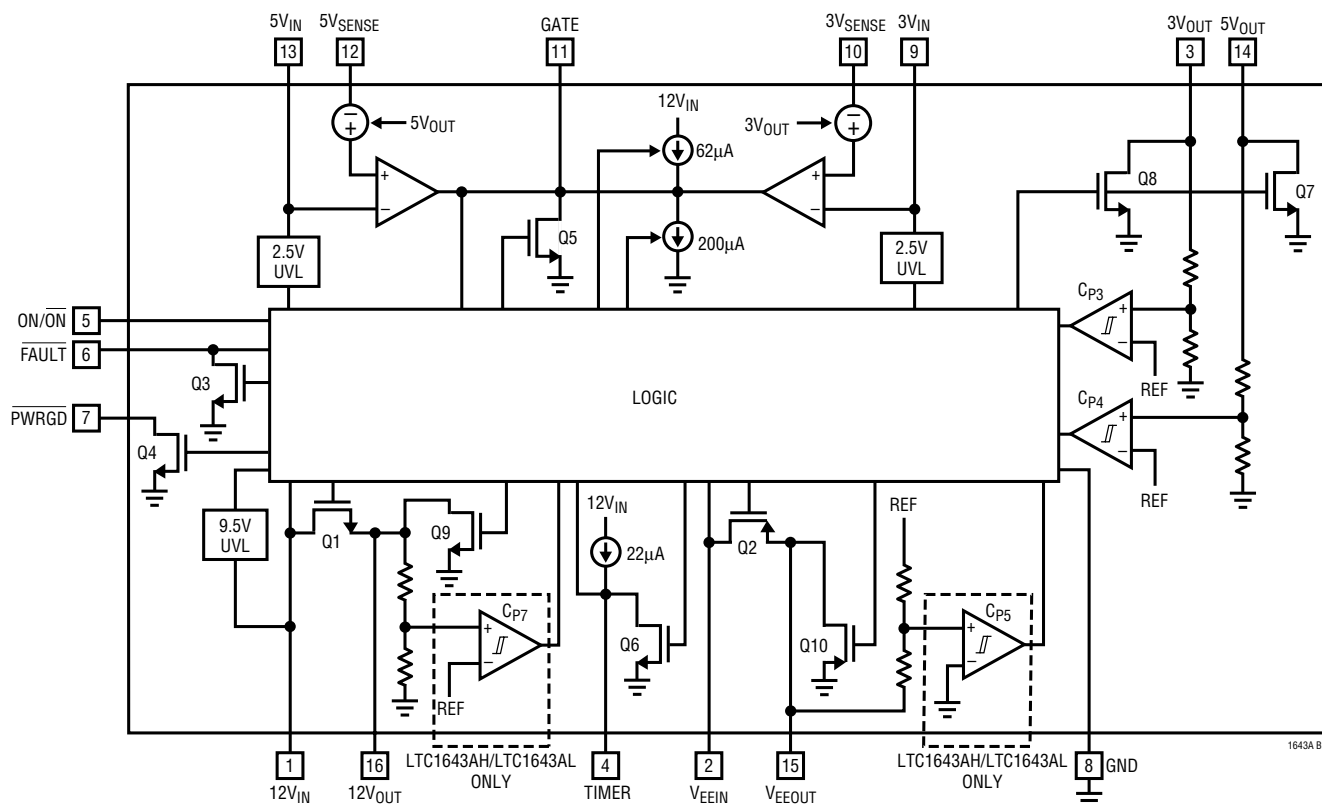 5VIN 5VSENSE GATE 3VSENSE 3VIN 3VOUT 5VOUT
13 12 11 10 9 3 14
12VIN
5VOUT 3VOUT
62μA
Q8 Q7
Q5 200μA
2.5V UVL
2.5V UVL
CP3
ON/ON 5
FAULT 6
Q3
REF
LOGIC
CP4
PWRGD 7
Q4
REF
9.5V UVL
Q1 Q9
12VIN
22μA
Q2
REF
CP7
CP5
Q6 Q10
REF
LTC1643AH/LTC1643AL
ONLY
LTC1643AH/LTC1643AL
ONLY
1 16 4 2 15 8 GND
12VIN 12VOUT TIMER VEEIN VEEOUT
1643A B